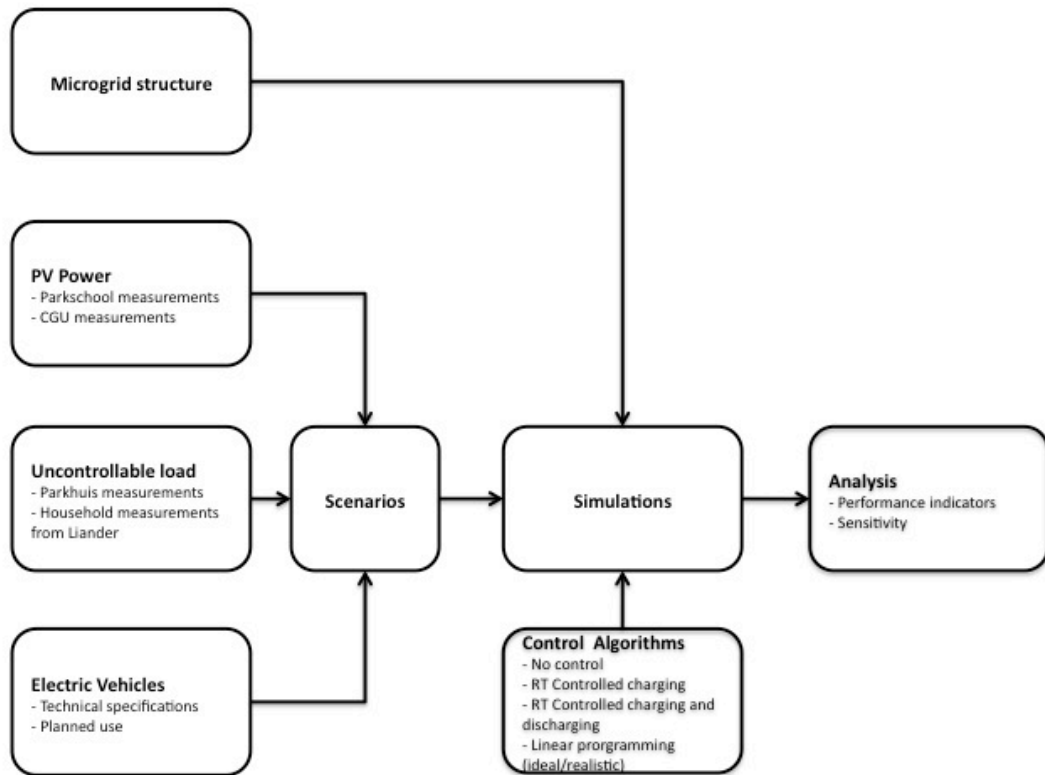 Microgrid structure
PV Power
- Parkschool measurements
- CGU measurements
Uncontrollable load
- Parkhuis measurements
- Household measurements
from Liander
Electric Vehicles
- Technical specifications
- Planned use
Scenarios
Simulations
Control Algorithms
- No control
- RT Controlled charging
- RT Controlled charging and
discharging
- Linear prorgramming
(ideal/realistic)
Analysis
- Performance indicators
- Sensitivity